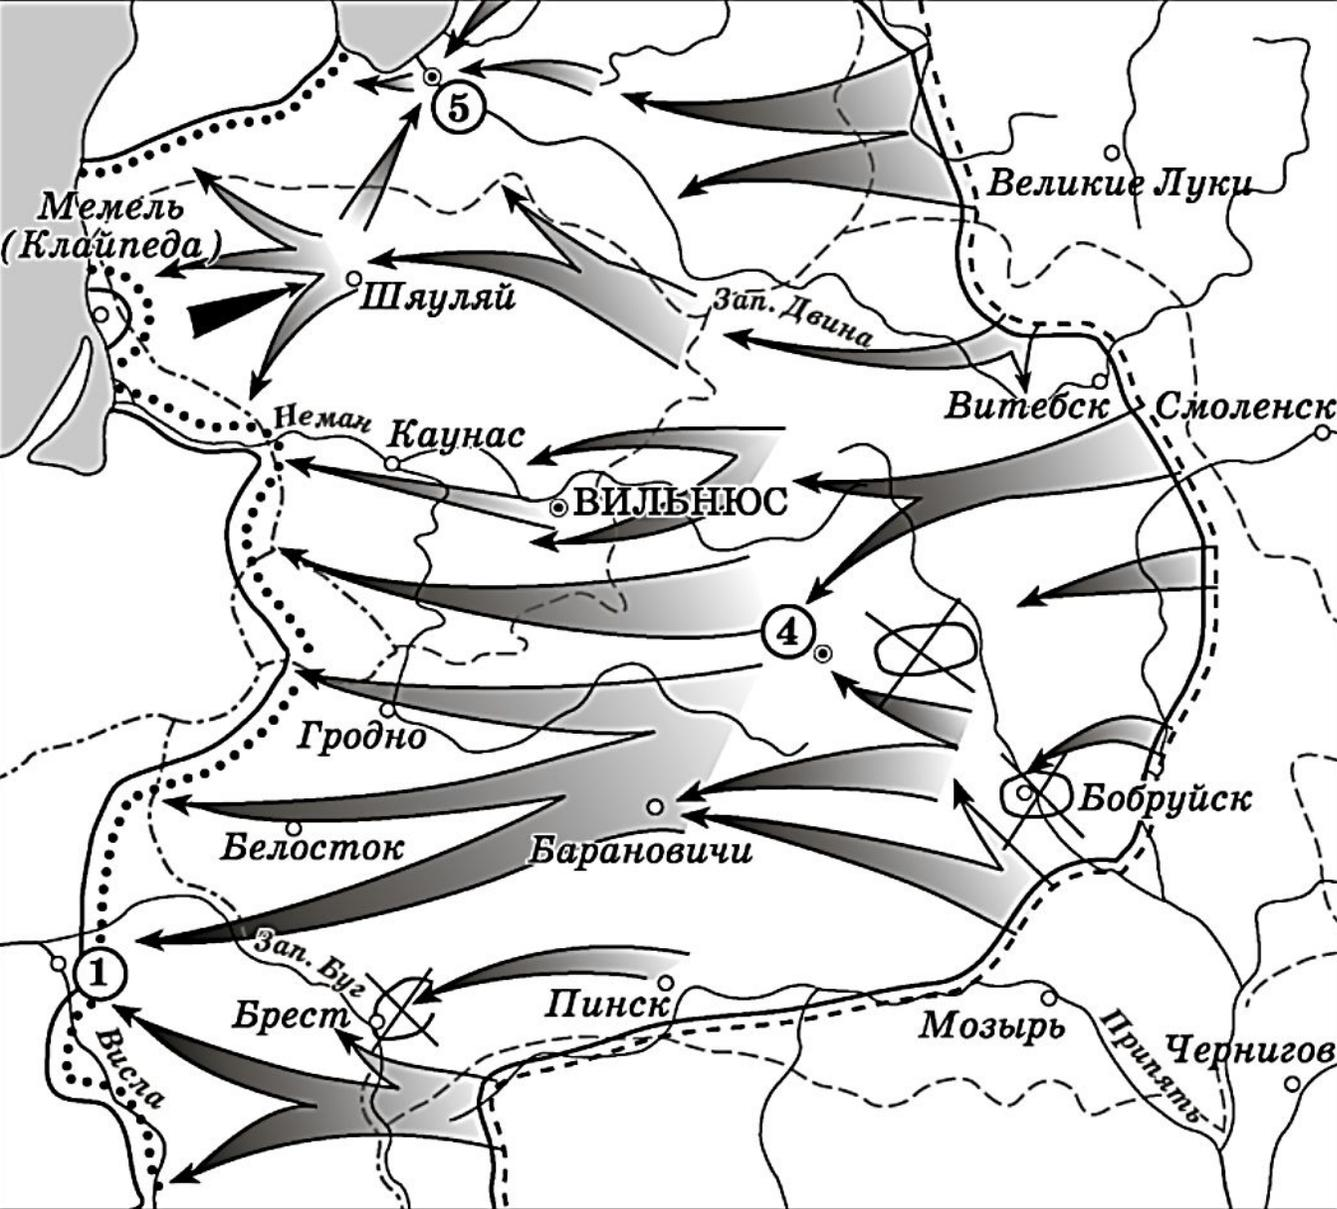 5
Великие Луки
Мемель
(Клайпеда)
Шяуляй
Зап. Двина
Витебск
Смоленск
Неман
Каунас
ВИЛЬНЮС
4
Гродно
Бобруйск
Белосток
Барановичи
1
Зап. Буг
Брест
Пинск
Мозырь
Висла
Припять
Чернигов